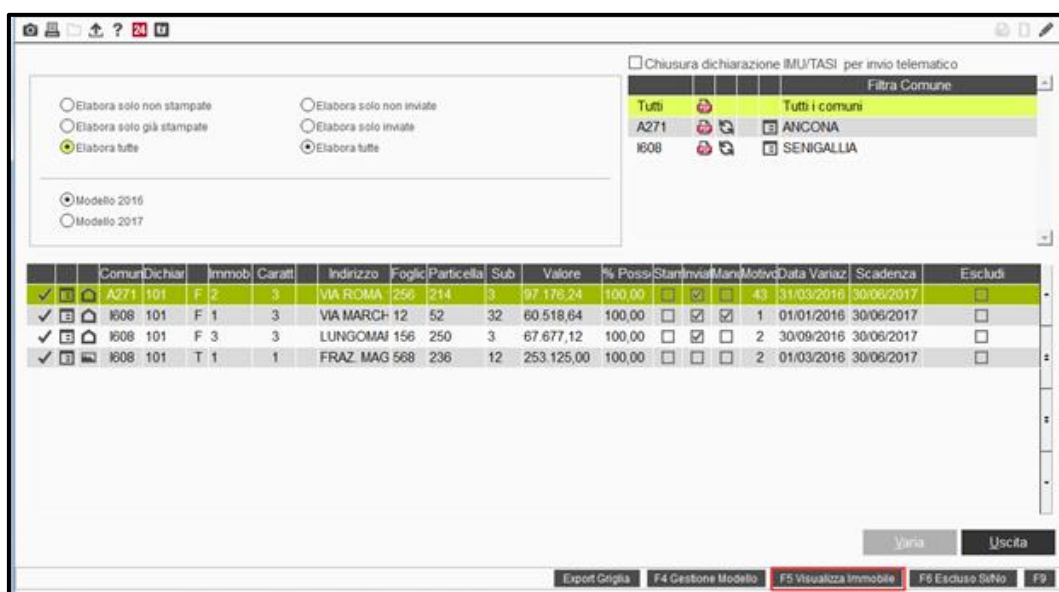 ? 24
Chiusura dichiarazione IMU/TASI per invio telematico
Filtra Comune
Tutti Tutti i comuni
A271 ANCONA
I608 SENIGALLIA
Elabora solo non stampate Elabora solo non inviate
Elabora solo già stampate Elabora solo inviate
Elabora tutte Elabora tutte
Modello 2016
Modello 2017
Comun Dichiar Immob Caratt Indirizzo Foglic Particella Sub Valore % Poss Stam Invia Mani Motivo Data Variaz Scadenza Escludi
A271 101 F 2 3 VIA ROMA 256 214 3 97.176,24 100,00 43 31/03/2016 30/06/2017
I608 101 F 1 3 VIA MARCH 12 52 32 60.518,64 100,00 1 01/01/2016 30/06/2017
I608 101 F 3 3 LUNGOMAF 156 250 3 67.677,12 100,00 2 30/09/2016 30/06/2017
I608 101 T 1 1 FRAZ. MAG 568 236 12 253.125,00 100,00 2 01/03/2016 30/06/2017
Varia Uscita
Export Griglia F4 Gestione Modello F5 Visualizza Immobile F6 Escluso Si/No F9